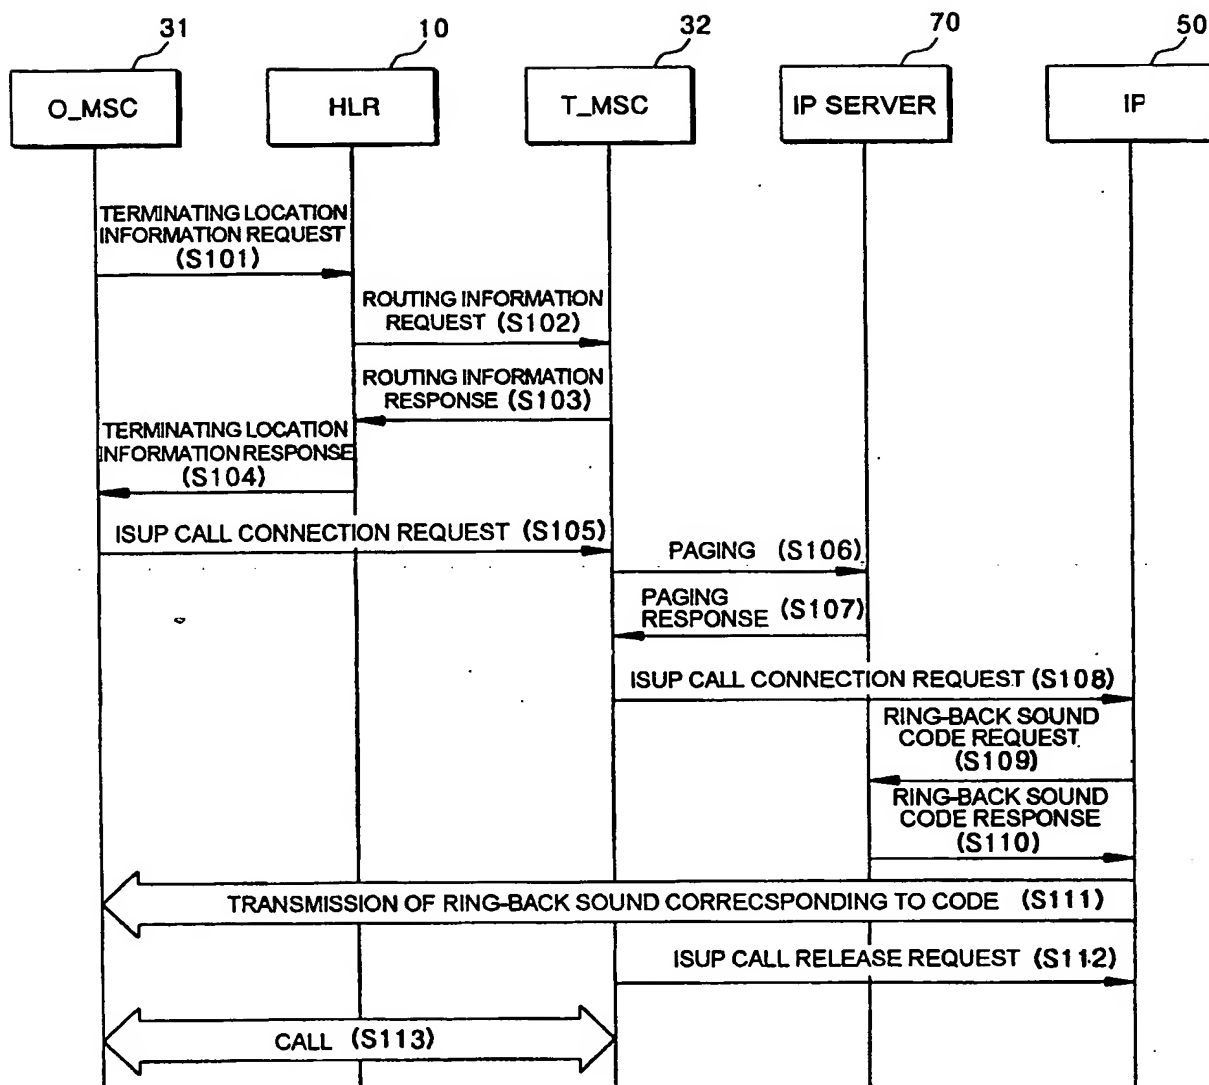 31
10
32
70
50
O_MSC
HLR
T_MSC
IP SERVER
IP
TERMINATING LOCATION
INFORMATION REQUEST
(S101)
ROUTING INFORMATION
REQUEST (S102)
ROUTING INFORMATION
RESPONSE (S103)
TERMINATING LOCATION
INFORMATION RESPONSE
(S104)
ISUP CALL CONNECTION REQUEST (S105)
PAGING (S106)
PAGING
RESPONSE (S107)
ISUP CALL CONNECTION REQUEST (S108)
RING-BACK SOUND
CODE REQUEST
(S109)
RING-BACK SOUND
CODE RESPONSE
(S110)
TRANSMISSION OF RING-BACK SOUND CORRECSPONDING TO CODE (S111)
ISUP CALL RELEASE REQUEST (S112)
CALL (S113)